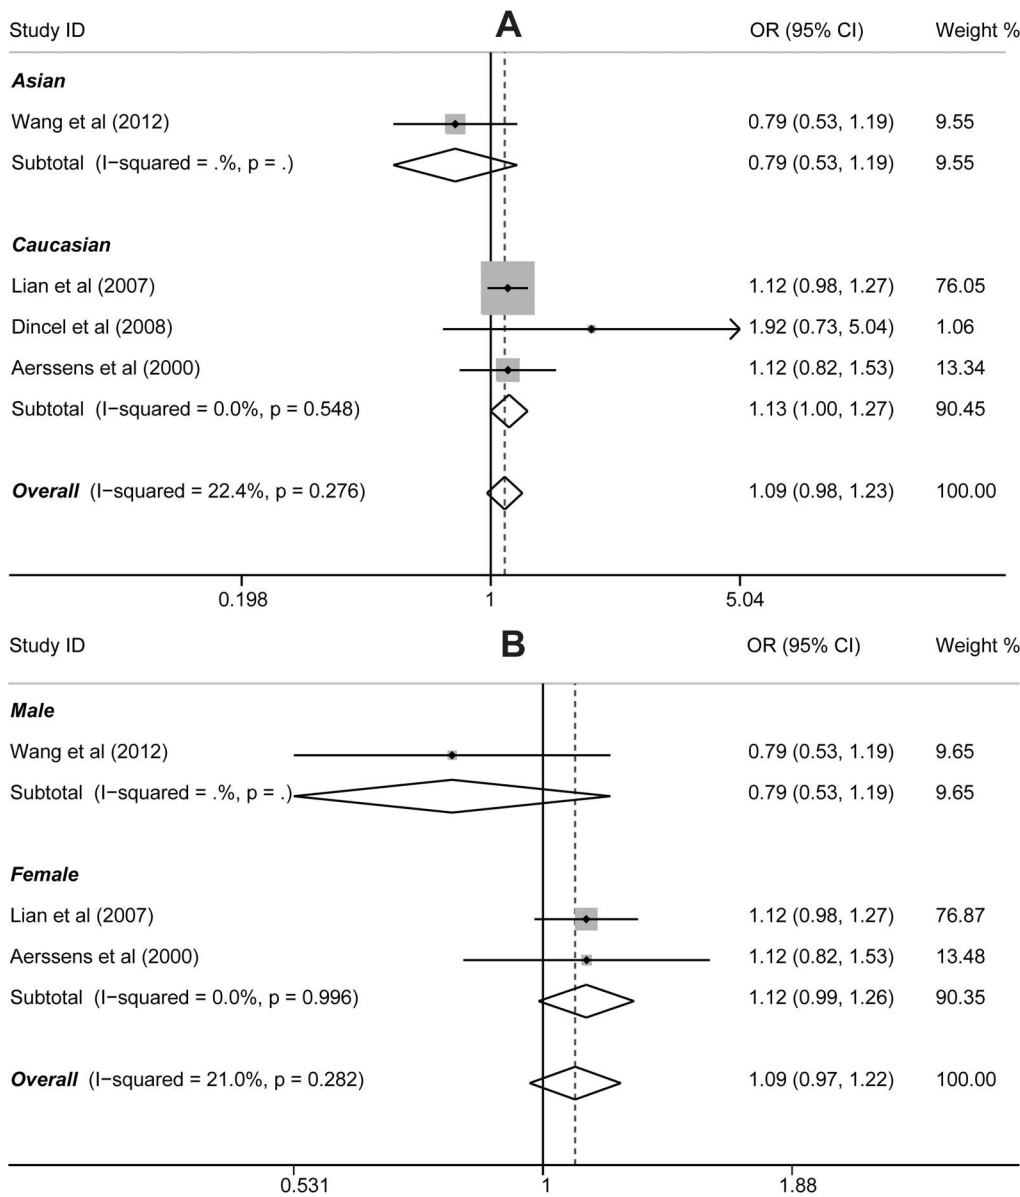 Study ID A OR (95% CI) Weight %
Asian
Wang et al (2012) 0.79 (0.53, 1.19) 9.55
Subtotal (I−squared = .%, p = .) 0.79 (0.53, 1.19) 9.55
Caucasian
Lian et al (2007) 1.12 (0.98, 1.27) 76.05
Dincel et al (2008) 1.92 (0.73, 5.04) 1.06
Aerssens et al (2000) 1.12 (0.82, 1.53) 13.34
Subtotal (I−squared = 0.0%, p = 0.548) 1.13 (1.00, 1.27) 90.45
Overall (I−squared = 22.4%, p = 0.276) 1.09 (0.98, 1.23) 100.00
0.198 1 5.04
Study ID B OR (95% CI) Weight %
Male
Wang et al (2012) 0.79 (0.53, 1.19) 9.65
Subtotal (I−squared = .%, p = .) 0.79 (0.53, 1.19) 9.65
Female
Lian et al (2007) 1.12 (0.98, 1.27) 76.87
Aerssens et al (2000) 1.12 (0.82, 1.53) 13.48
Subtotal (I−squared = 0.0%, p = 0.996) 1.12 (0.99, 1.26) 90.35
Overall (I−squared = 21.0%, p = 0.282) 1.09 (0.97, 1.22) 100.00
0.531 1 1.88